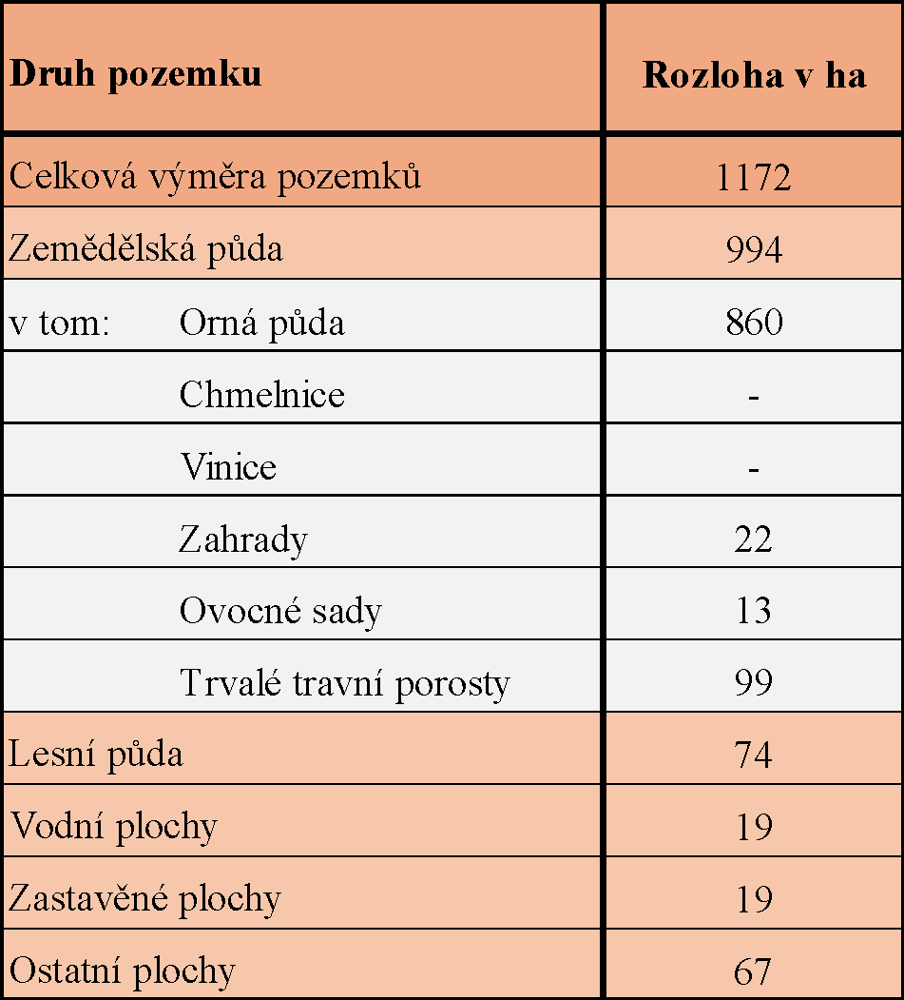 Druh pozemku Rozloha v ha
Celková výměra pozemků 1172
Zemědělská půda 994
v tom: Orná půda 860
Chmelnice -
Vinice -
Zahrady 22
Ovocné sady 13
Trvalé travní porosty 99
Lesní půda 74
Vodní plochy 19
Zastavěné plochy 19
Ostatní plochy 67